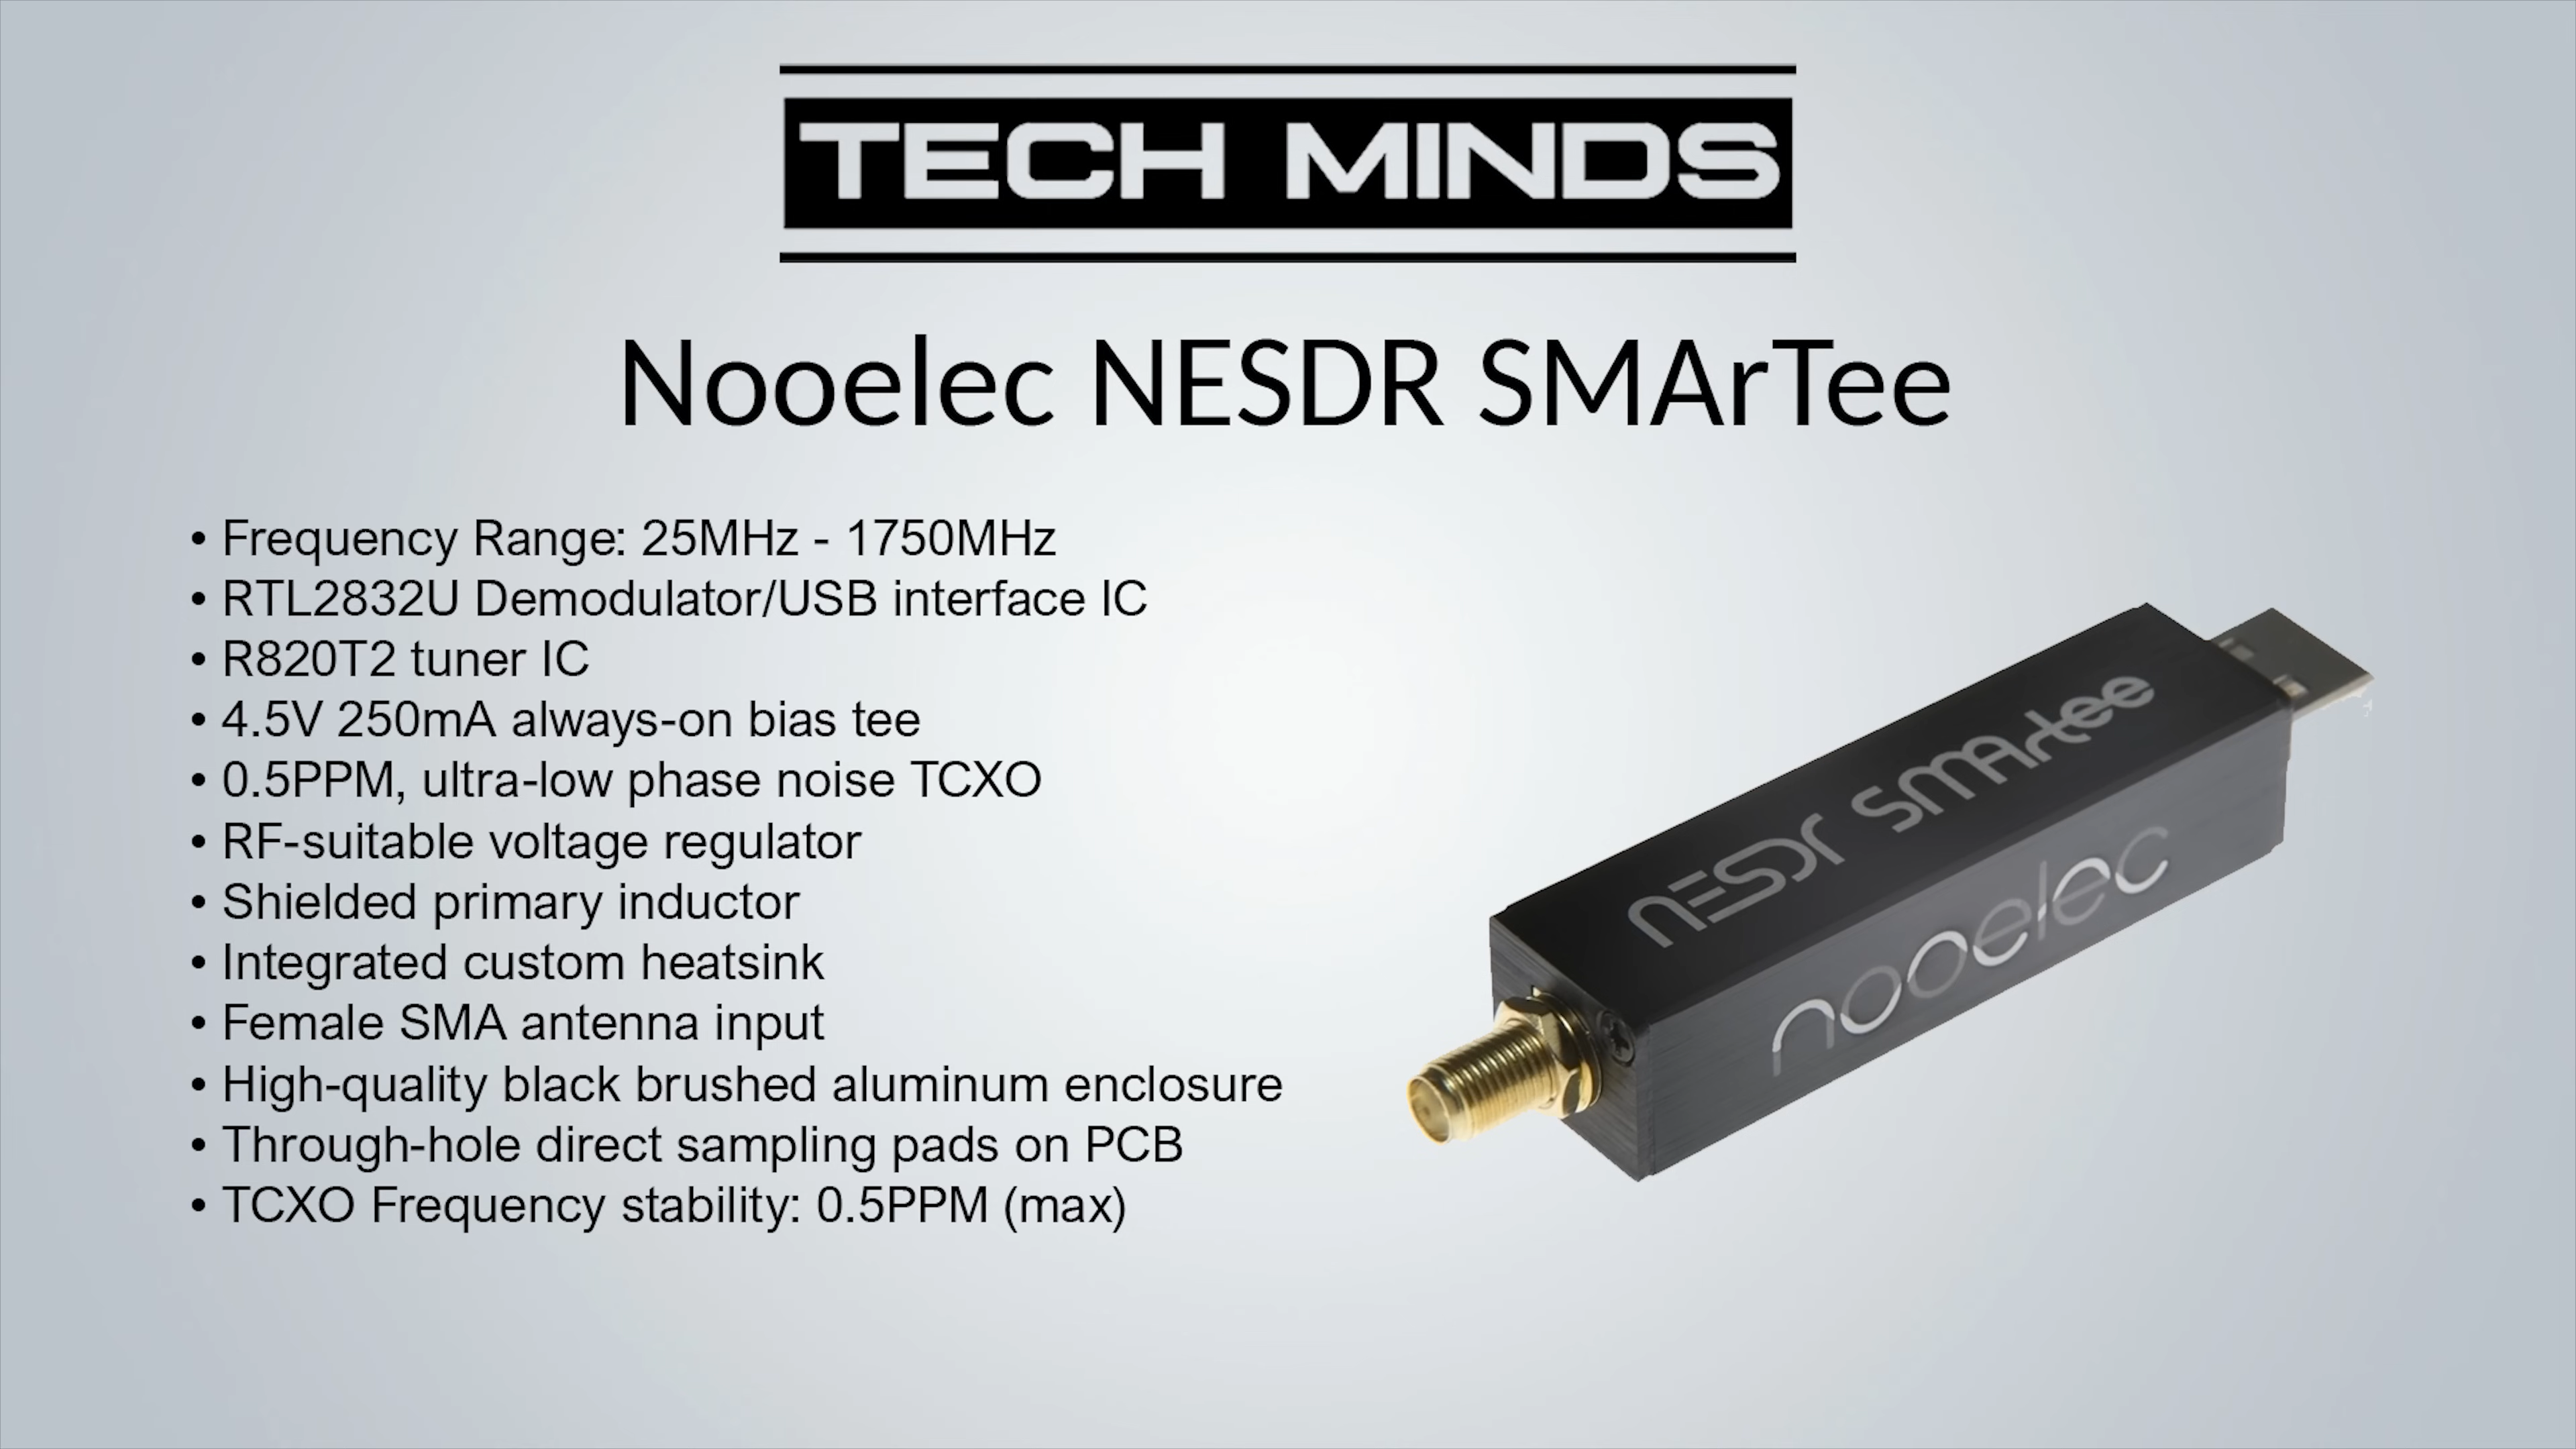 TECH MINDS
Nooelec NESDR SMArTee
• Frequency Range: 25MHz - 1750MHz
• RTL2832U Demodulator/USB interface IC
• R820T2 tuner IC
• 4.5V 250mA always-on bias tee
• 0.5PPM, ultra-low phase noise TCXO
• RF-suitable voltage regulator
• Shielded primary inductor
• Integrated custom heatsink
• Female SMA antenna input
• High-quality black brushed aluminum enclosure
• Through-hole direct sampling pads on PCB
• TCXO Frequency stability: 0.5PPM (max)
nesdr smartee
nooelec